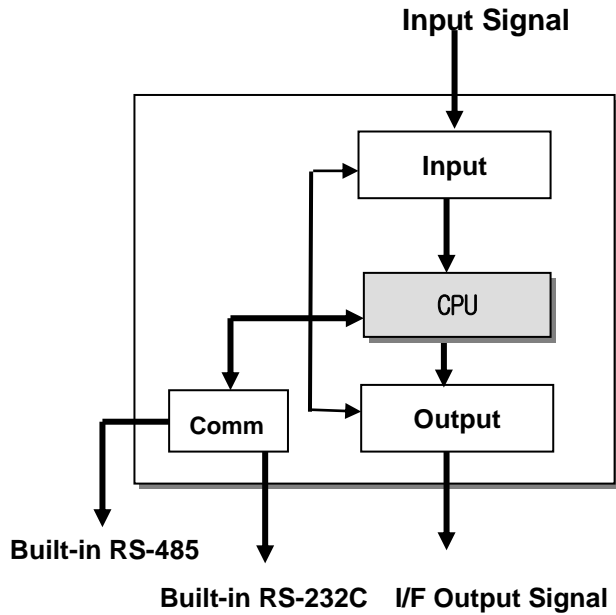 Input Signal
Input
CPU
Comm
Output
Built-in RS-485
Built-in RS-232C
I/F Output Signal